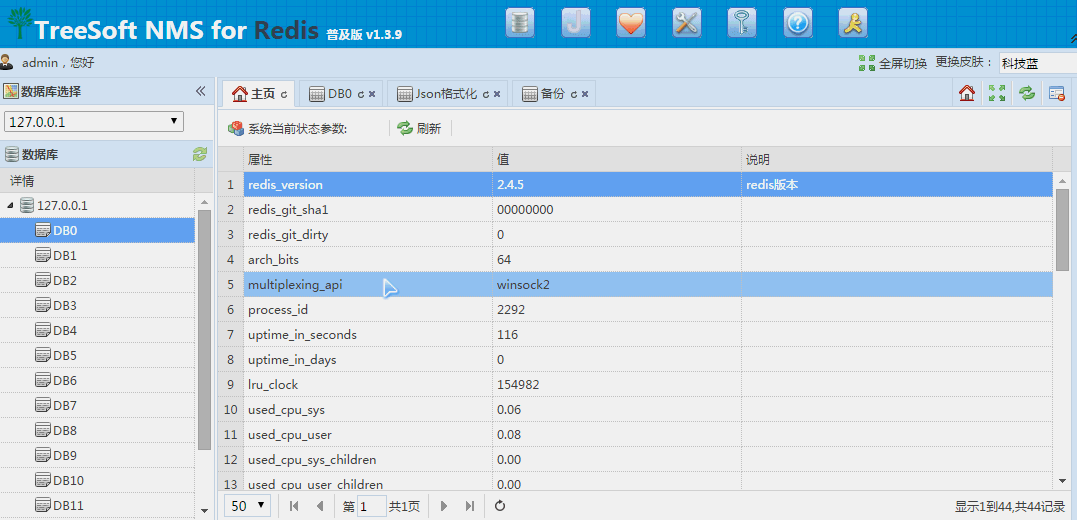 TreeSoft NMS for Redis 普及版 v1.3.9
admin，您好
全屏切换 更换皮肤： 科技蓝
数据库选择
127.0.0.1
数据库
详情
127.0.0.1
DB0
DB1
DB2
DB3
DB4
DB5
DB6
DB7
DB8
DB9
DB10
DB11
主页 DB0 Json格式化 备份
系统当前状态参数: 刷新
属性 值 说明
1 redis_version 2.4.5 redis版本
2 redis_git_sha1 00000000
3 redis_git_dirty 0
4 arch_bits 64
5 multiplexing_api winsock2
6 process_id 2292
7 uptime_in_seconds 116
8 uptime_in_days 0
9 lru_clock 154982
10 used_cpu_sys 0.06
11 used_cpu_user 0.08
12 used_cpu_sys_children 0.00
13 used_cpu_user_children 0.00
50 第 1 共1页 显示1到44,共44记录